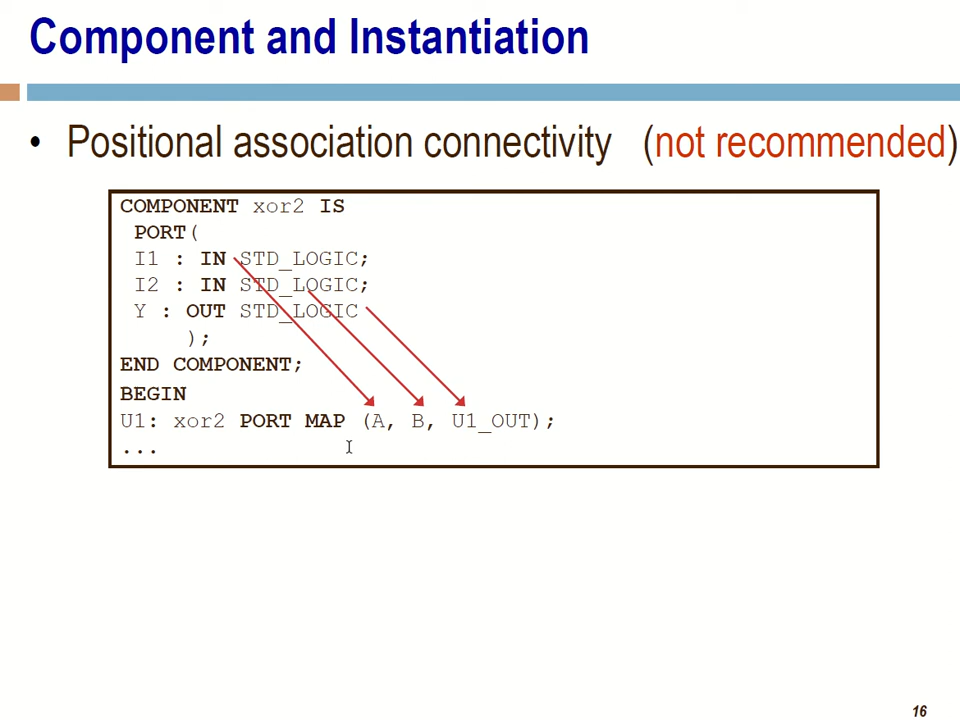 Component and Instantiation
• Positional association connectivity (not recommended)
COMPONENT xor2 IS
PORT(
I1 : IN STD_LOGIC;
I2 : IN STD_LOGIC;
Y : OUT STD_LOGIC
);
END COMPONENT;
BEGIN
U1: xor2 PORT MAP (A, B, U1_OUT);
...
16